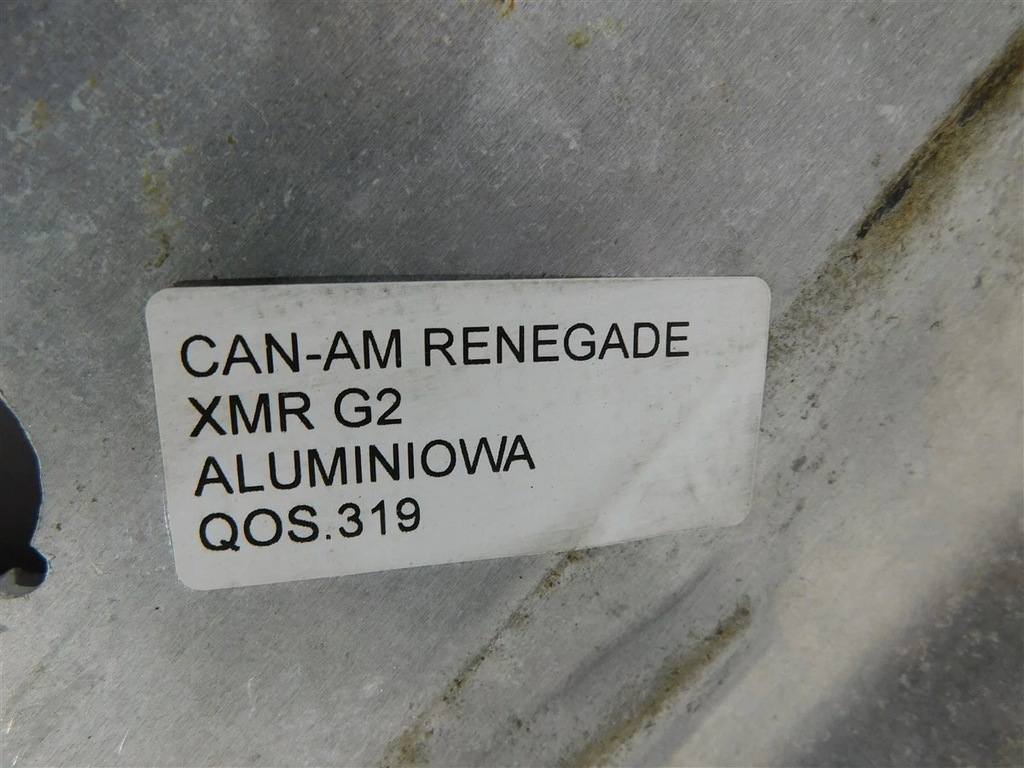 CAN-AM RENEGADE
XMR G2
ALUMINIOWA
QOS.319